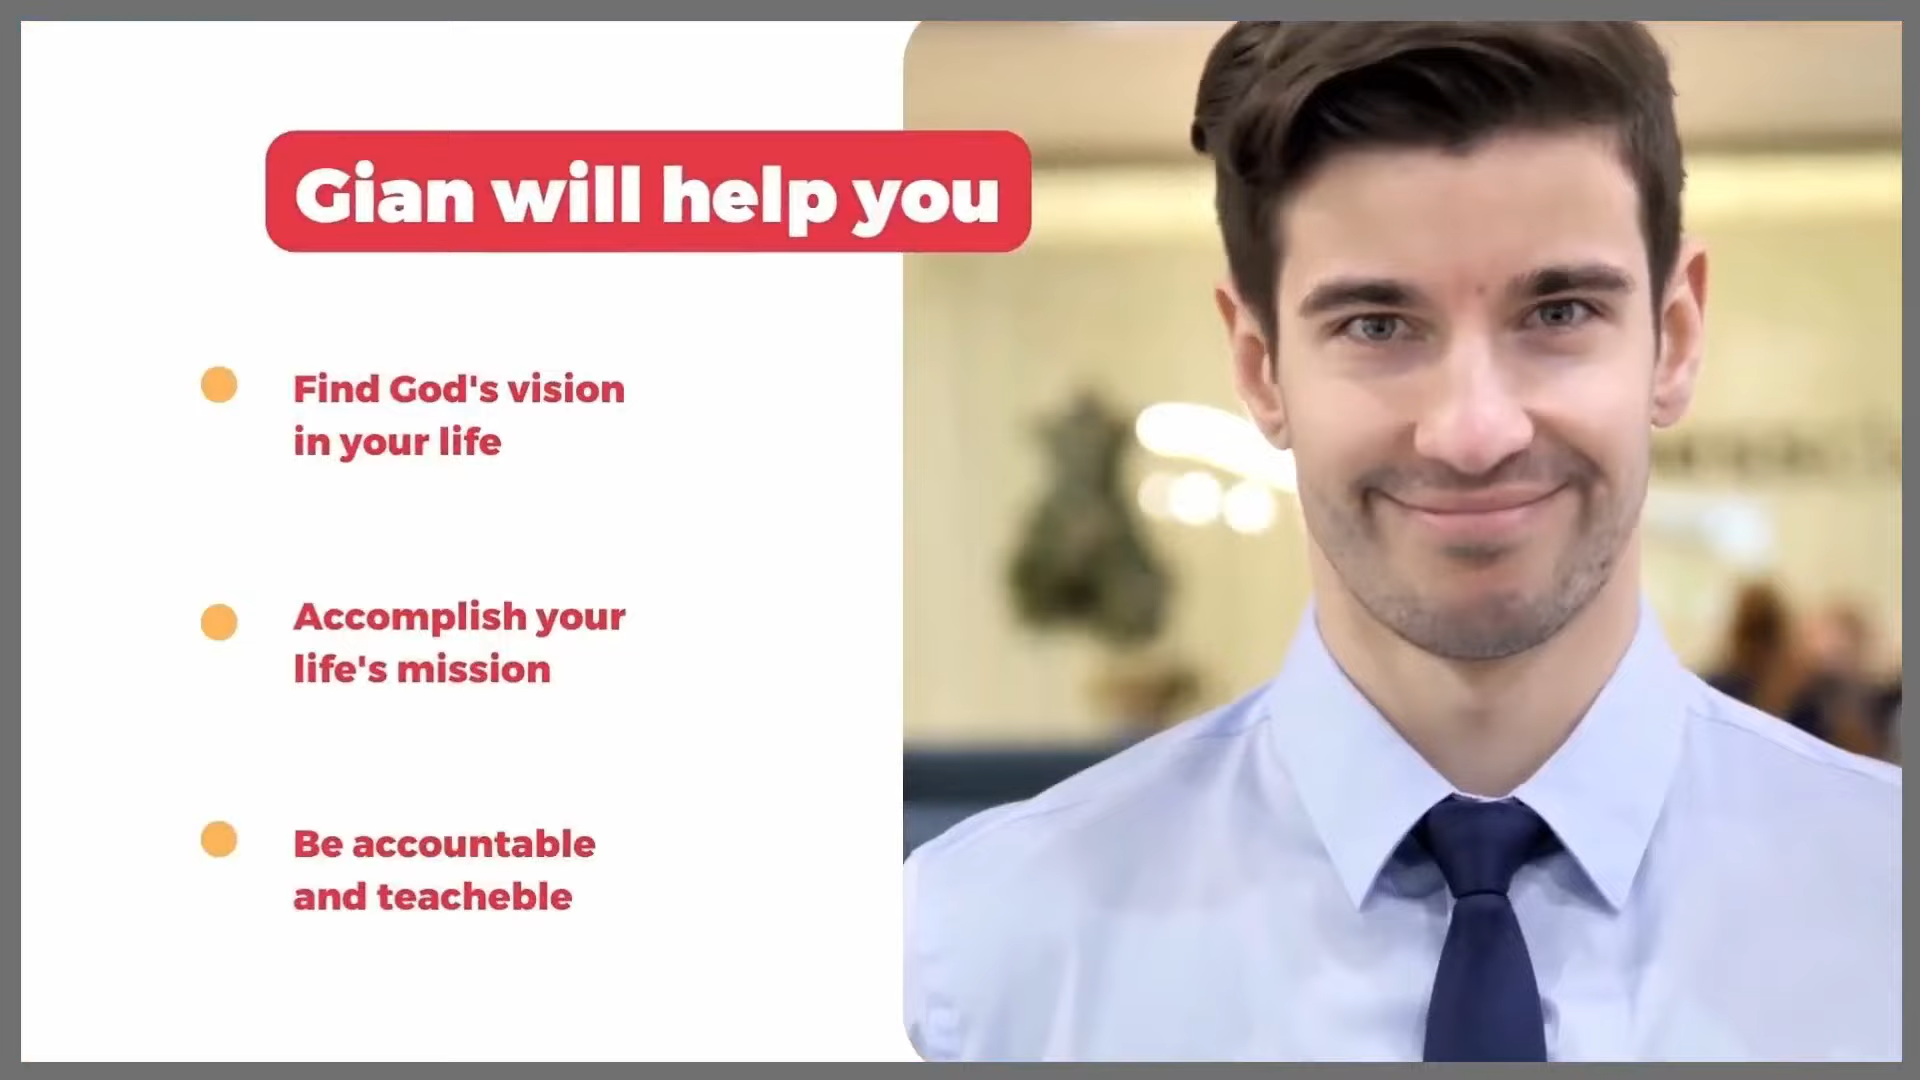 Gian will help you
Find God's vision
in your life
Accomplish your
life's mission
Be accountable
and teacheble